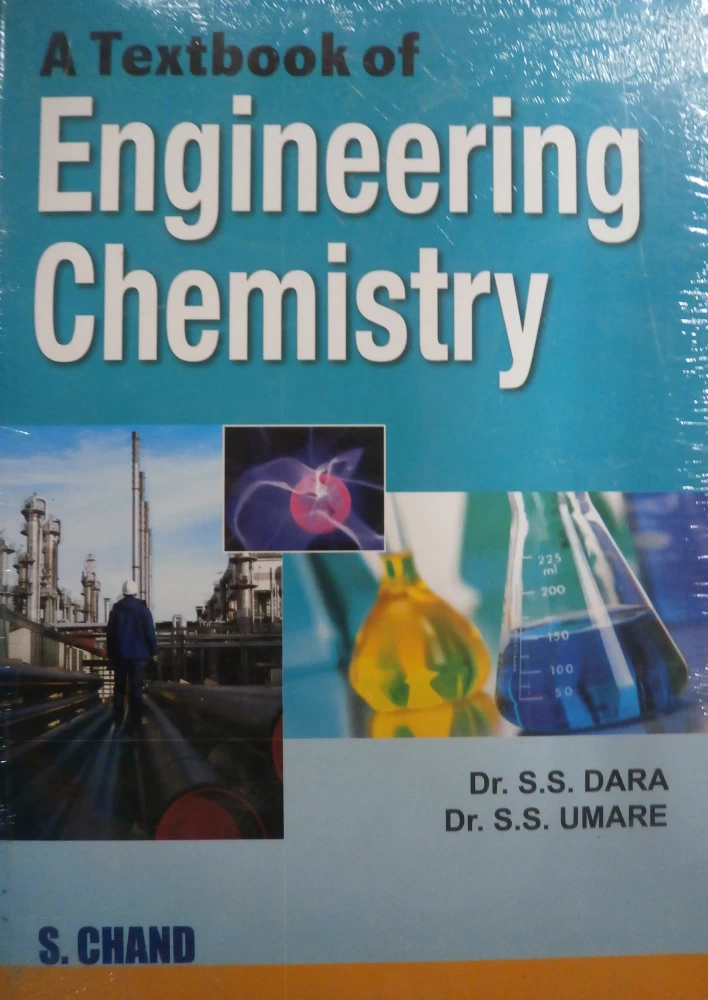 A Textbook of
Engineering
Chemistry
225
ml
200
150
100
50
Dr. S.S. DARA
Dr. S.S. UMARE
S. CHAND